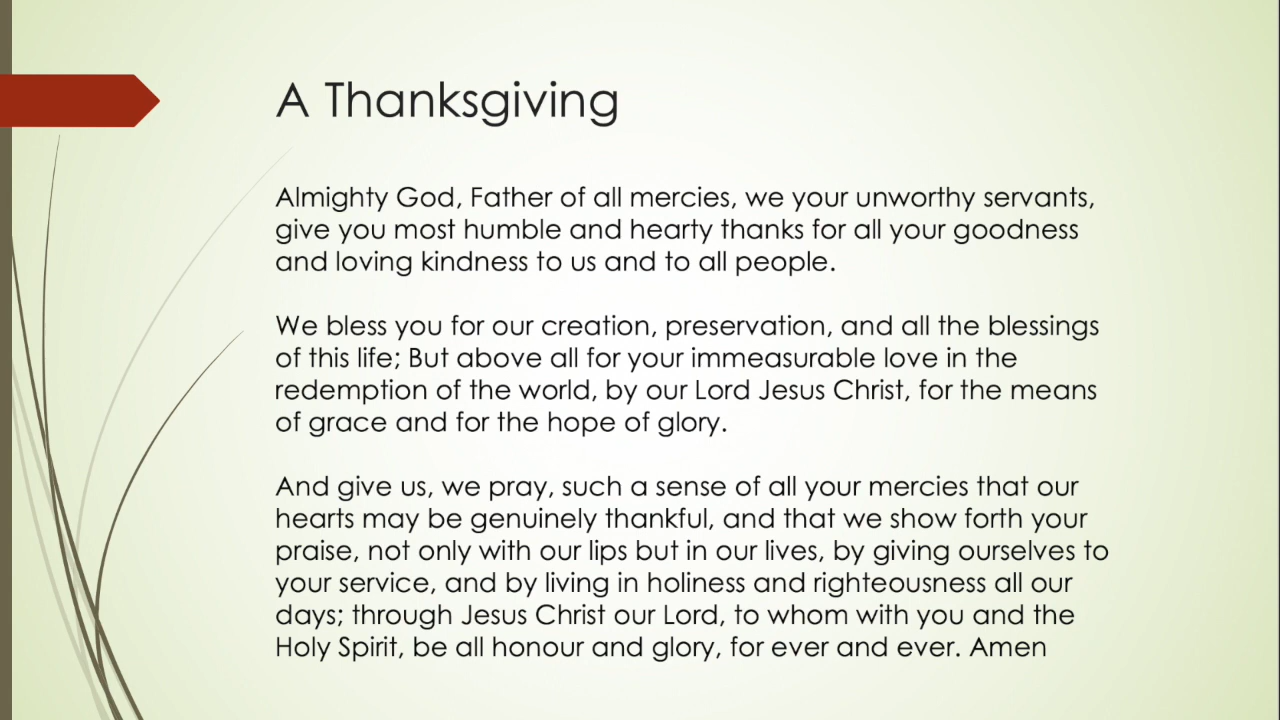 A Thanksgiving
Almighty God, Father of all mercies, we your unworthy servants,
give you most humble and hearty thanks for all your goodness
and loving kindness to us and to all people.
We bless you for our creation, preservation, and all the blessings
of this life; But above all for your immeasurable love in the
redemption of the world, by our Lord Jesus Christ, for the means
of grace and for the hope of glory.
And give us, we pray, such a sense of all your mercies that our
hearts may be genuinely thankful, and that we show forth your
praise, not only with our lips but in our lives, by giving ourselves to
your service, and by living in holiness and righteousness all our
days; through Jesus Christ our Lord, to whom with you and the
Holy Spirit, be all honour and glory, for ever and ever. Amen